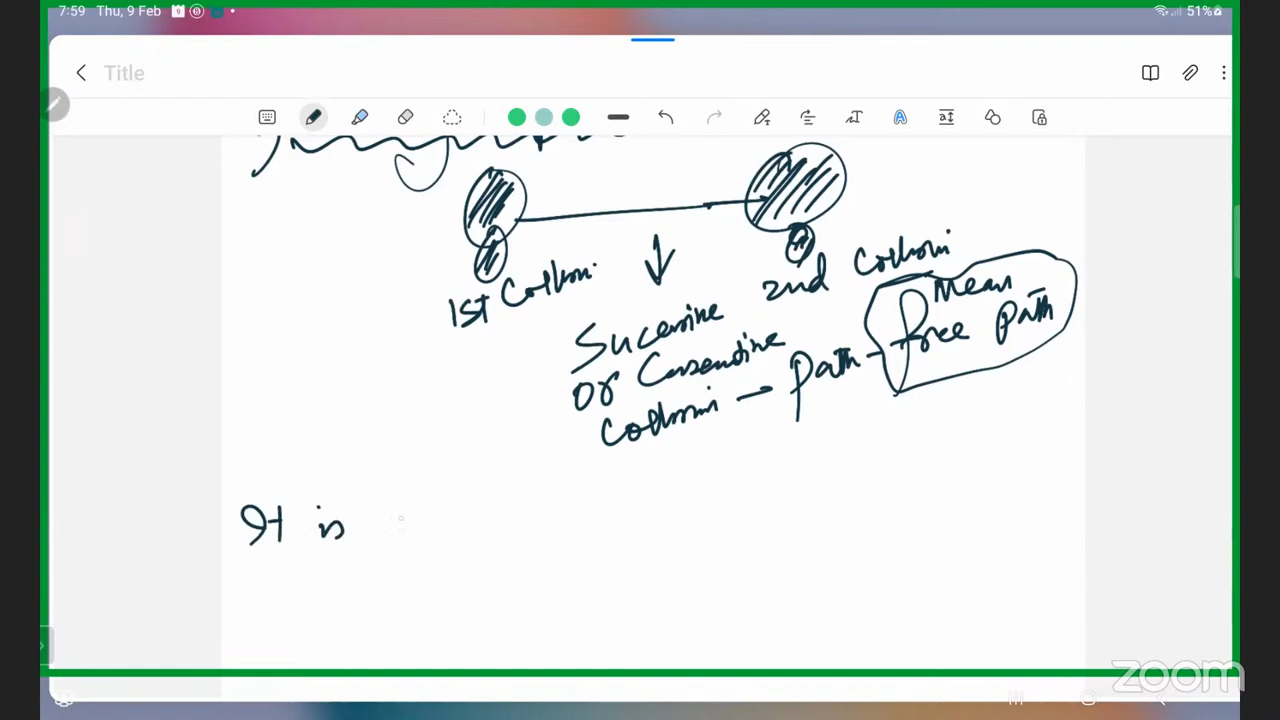 7:59 Thu, 9 Feb
51%
Title
1st Collision
2nd Collision
Successive
or Consecutive
Collision — path - Mean
free path
It is
zoom